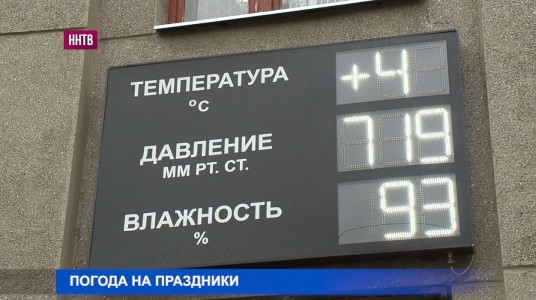 ННТВ
ТЕМПЕРАТУРА
°С
+4
ДАВЛЕНИЕ
ММ РТ. СТ.
719
ВЛАЖНОСТЬ
%
93
ПОГОДА НА ПРАЗДНИКИ